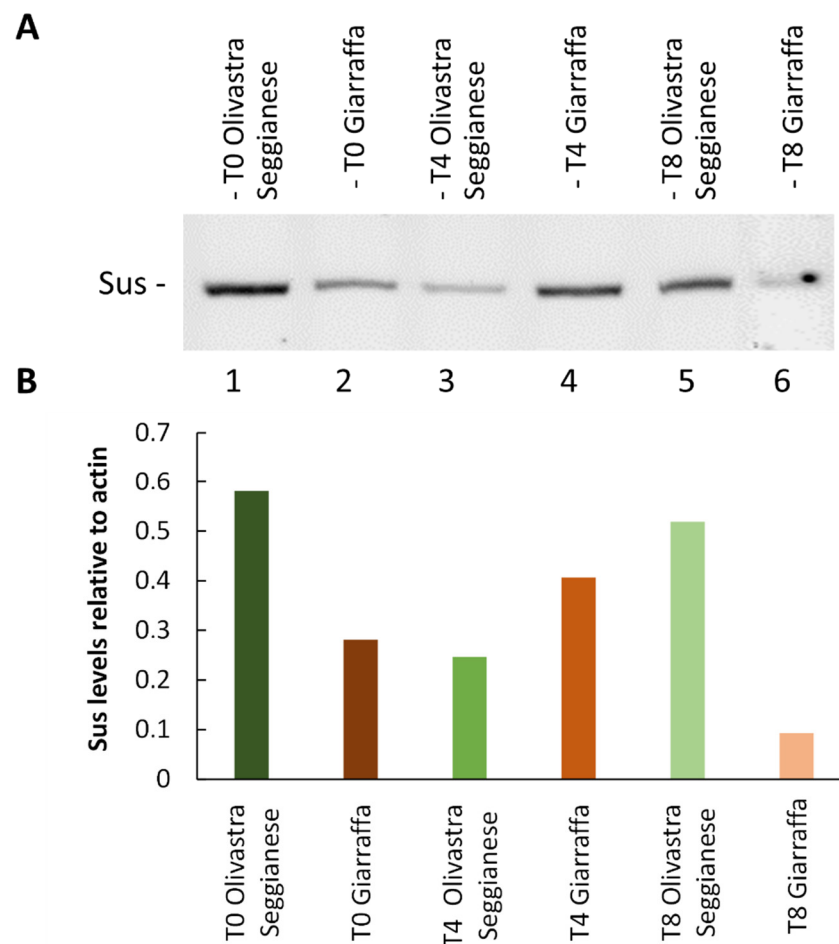 A
- T0 Olivastra
Seggianese
- T0 Giarraffa
- T4 Olivastra
Seggianese
- T4 Giarraffa
- T8 Olivastra
Seggianese
- T8 Giarraffa
Sus -
1 2 3 4 5 6
B
Sus levels relative to actin
0.7
0.6
0.5
0.4
0.3
0.2
0.1
0
T0 Olivastra
Seggianese
T0 Giarraffa
T4 Olivastra
Seggianese
T4 Giarraffa
T8 Olivastra
Seggianese
T8 Giarraffa